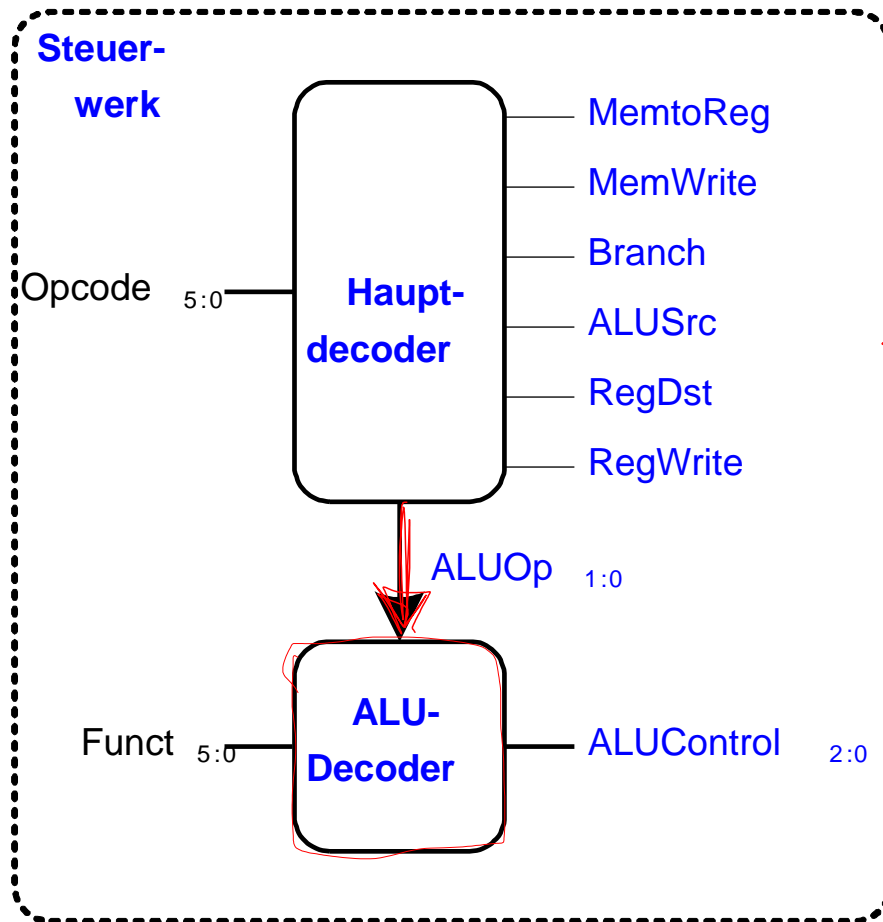 Steuer-
werk
MemtoReg
MemWrite
Branch
Opcode 5:0
Haupt-
decoder
ALUSrc
RegDst
RegWrite
ALUOp 1:0
ALU-
Decoder
Funct 5:0
ALUControl 2:0